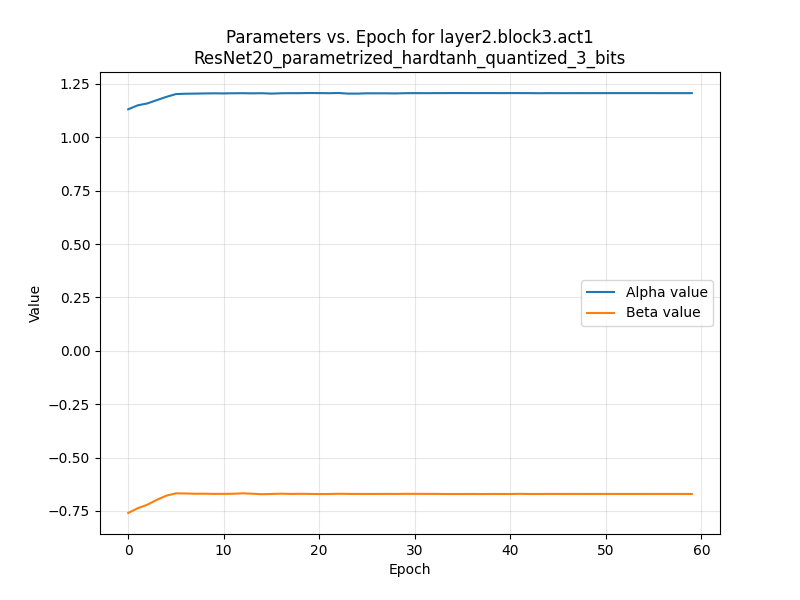 Parameters vs. Epoch for layer2.block3.act1
ResNet20_parametrized_hardtanh_quantized_3_bits
1.25
1.00
0.75
0.50
0.25
0.00
−0.25
−0.50
−0.75
Value
Alpha value
Beta value
0 10 20 30 40 50 60
Epoch